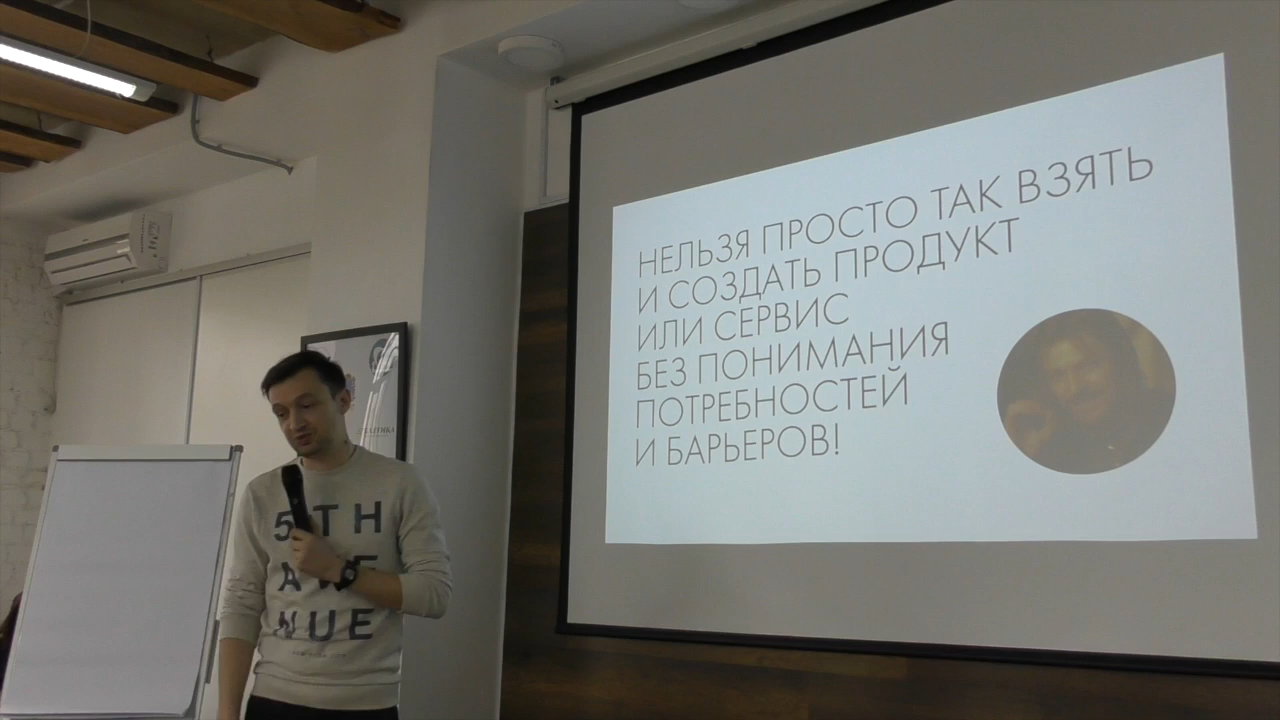 НЕЛЬЗЯ ПРОСТО ТАК ВЗЯТЬ
И СОЗДАТЬ ПРОДУКТ
ИЛИ СЕРВИС
БЕЗ ПОНИМАНИЯ
ПОТРЕБНОСТЕЙ
И БАРЬЕРОВ!
5TH
AVE
NUE